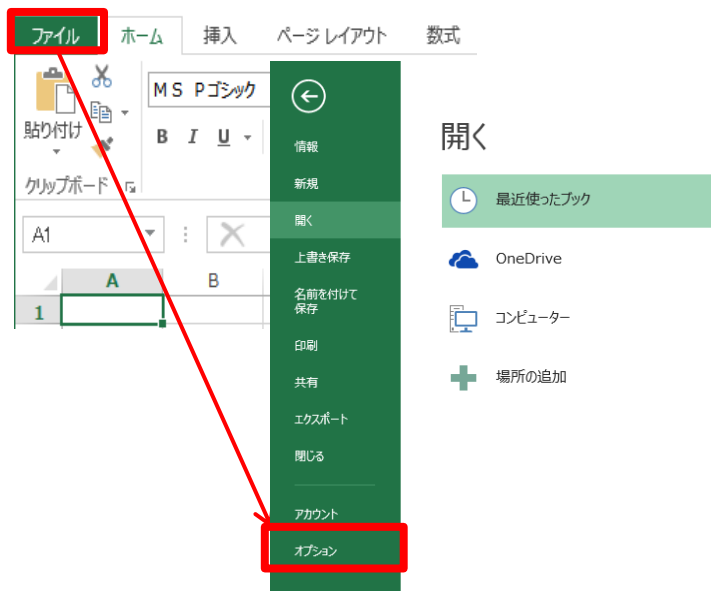 ファイル ホーム 挿入 ページ レイアウト 数式
MS Pゴシック
貼り付け
B I U
クリップボード
A1
A B
1
情報
新規
開く
上書き保存
名前を付けて
保存
印刷
共有
エクスポート
閉じる
アカウント
オプション
開く
最近使ったブック
OneDrive
コンピューター
場所の追加